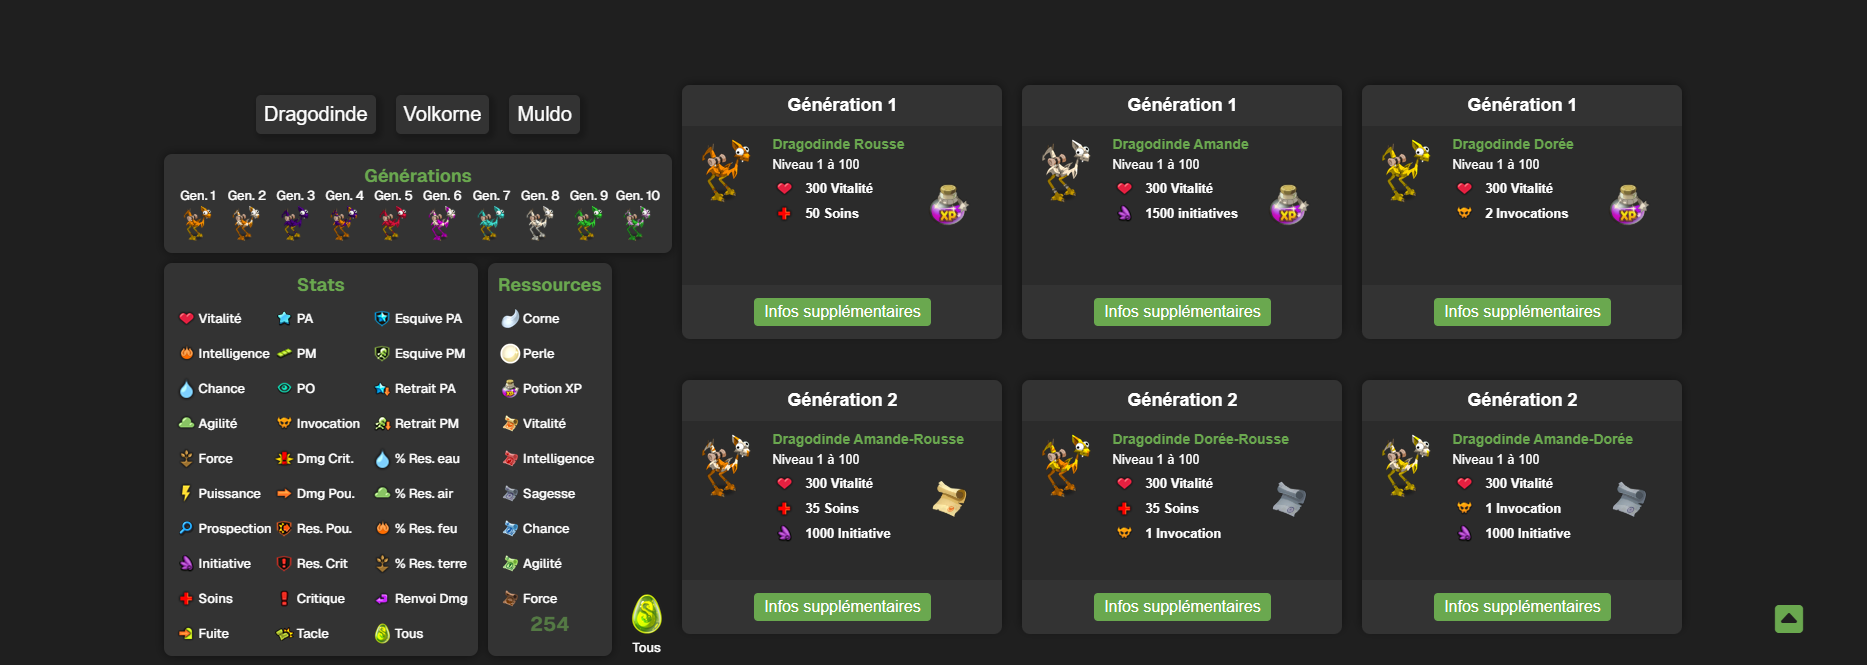 Dragodinde Volkorne Muldo
Générations
Gen. 1 Gen. 2 Gen. 3 Gen. 4 Gen. 5 Gen. 6 Gen. 7 Gen. 8 Gen. 9 Gen. 10
Stats
Vitalité PA Esquive PA
Intelligence PM Esquive PM
Chance PO Retrait PA
Agilité Invocation Retrait PM
Force Dmg Crit. % Res. eau
Puissance Dmg Pou. % Res. air
Prospection Res. Pou. % Res. feu
Initiative Res. Crit % Res. terre
Soins Critique Renvoi Dmg
Fuite Tacle Tous
Ressources
Corne
Perle
Potion XP
Vitalité
Intelligence
Sagesse
Chance
Agilité
Force
254
Tous
Génération 1
Dragodinde Rousse
Niveau 1 à 100
300 Vitalité
50 Soins
XP
Infos supplémentaires
Génération 1
Dragodinde Amande
Niveau 1 à 100
300 Vitalité
1500 initiatives
XP
Infos supplémentaires
Génération 1
Dragodinde Dorée
Niveau 1 à 100
300 Vitalité
2 Invocations
XP
Infos supplémentaires
Génération 2
Dragodinde Amande-Rousse
Niveau 1 à 100
300 Vitalité
35 Soins
1000 Initiative
Infos supplémentaires
Génération 2
Dragodinde Dorée-Rousse
Niveau 1 à 100
300 Vitalité
35 Soins
1 Invocation
Infos supplémentaires
Génération 2
Dragodinde Amande-Dorée
Niveau 1 à 100
300 Vitalité
1 Invocation
1000 Initiative
Infos supplémentaires